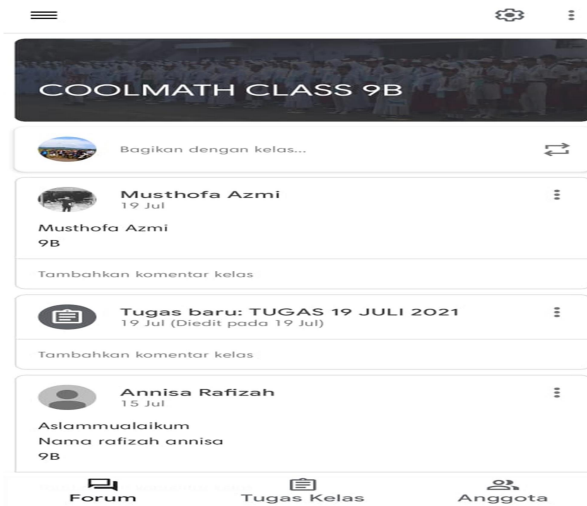 COOLMATH CLASS 9B
Bagikan dengan kelas...
Musthofa Azmi
19 Jul
Musthofa Azmi
9B
Tambahkan komentar kelas
Tugas baru: TUGAS 19 JULI 2021
19 Jul (Diedit pada 19 Jul)
Tambahkan komentar kelas
Annisa Rafizah
15 Jul
Aslammualaikum
Nama rafizah annisa
9B
Forum
Tugas Kelas
Anggota